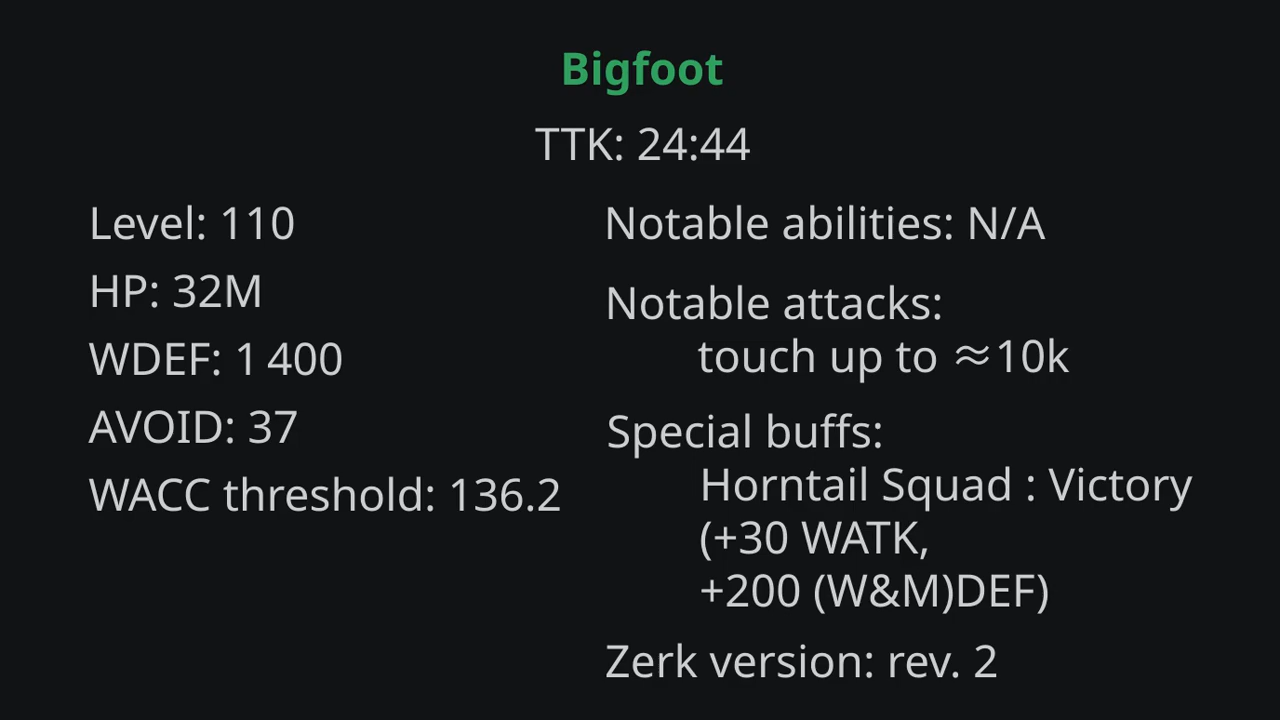 Bigfoot
TTK: 24:44
Level: 110
HP: 32M
WDEF: 1 400
AVOID: 37
WACC threshold: 136.2
Notable abilities: N/A
Notable attacks:
touch up to ≈10k
Special buffs:
Horntail Squad : Victory
(+30 WATK,
+200 (W&M)DEF)
Zerk version: rev. 2